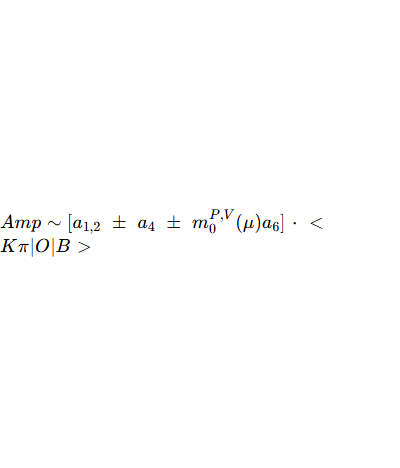 Amp ∼ [a_{1,2} ± a_4 ± m_0^{P,V}(μ)a_6] · <
Kπ|O|B >